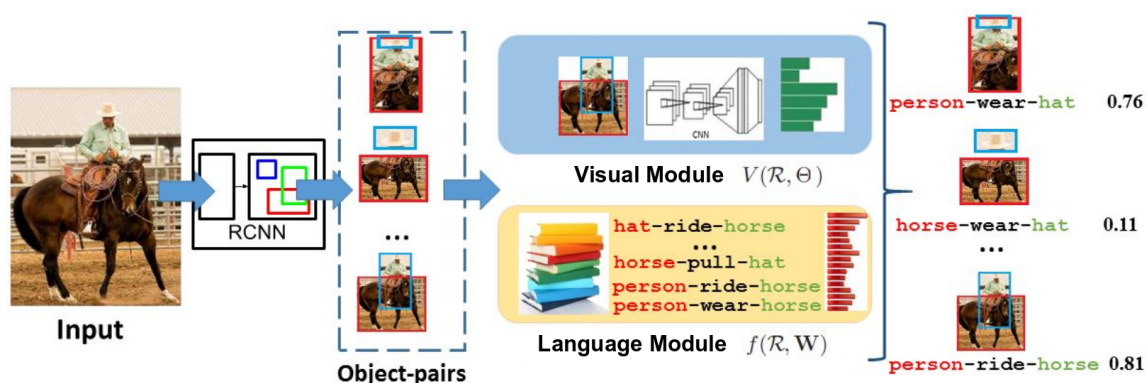 Input
RCNN
...
Object-pairs
CNN
Visual Module V(R, Θ)
hat-ride-horse
...
horse-pull-hat
person-ride-horse
person-wear-horse
Language Module f(R, W)
person-wear-hat 0.76
horse-wear-hat 0.11
...
person-ride-horse 0.81